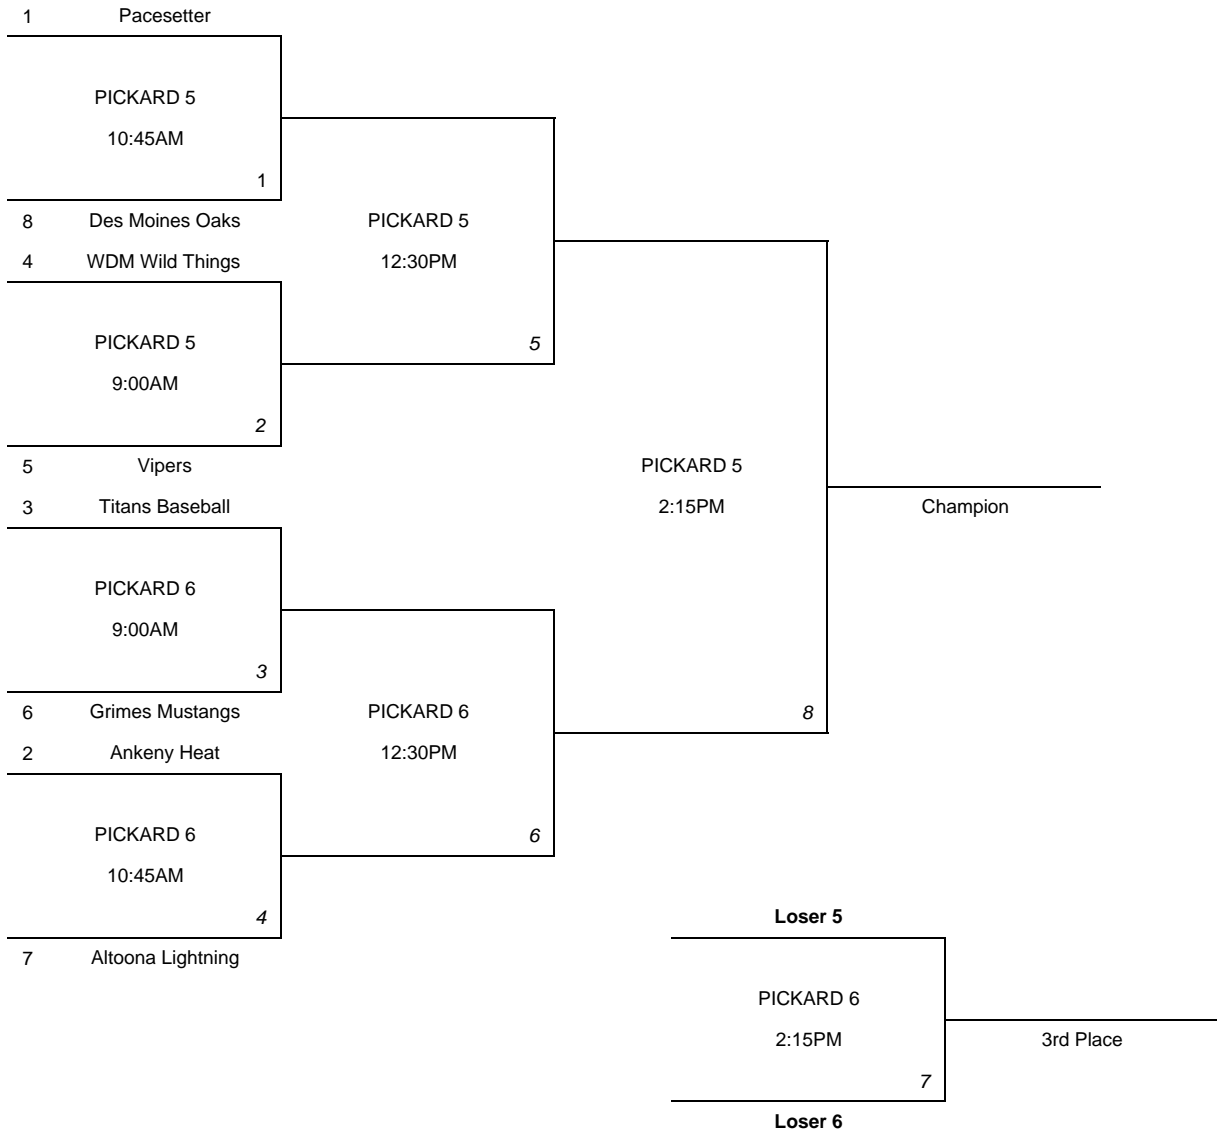 1 Pacesetter
PICKARD 5
10:45AM
1
8 Des Moines Oaks
PICKARD 5
4 WDM Wild Things
12:30PM
PICKARD 5
5
9:00AM
2
5 Vipers
PICKARD 5
3 Titans Baseball
2:15PM
Champion
PICKARD 6
9:00AM
3
6 Grimes Mustangs
PICKARD 6
8
2 Ankeny Heat
12:30PM
PICKARD 6
6
10:45AM
4
Loser 5
7 Altoona Lightning
PICKARD 6
2:15PM
3rd Place
7
Loser 6